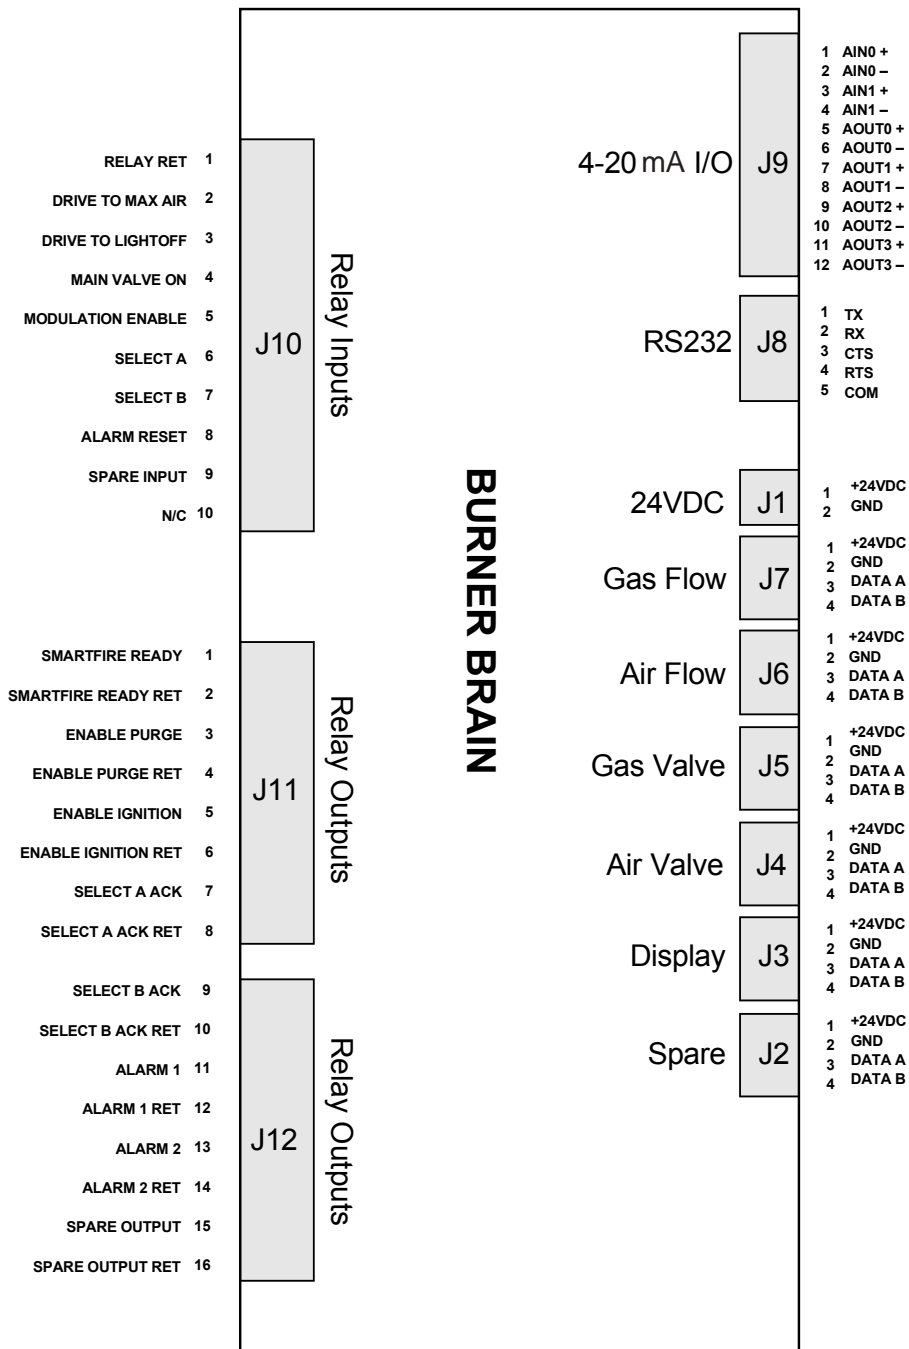 RELAY RET 1
DRIVE TO MAX AIR 2
DRIVE TO LIGHTOFF 3
MAIN VALVE ON 4
MODULATION ENABLE 5
SELECT A 6
SELECT B 7
ALARM RESET 8
SPARE INPUT 9
N/C 10
J10
Relay Inputs
SMARTFIRE READY 1
SMARTFIRE READY RET 2
ENABLE PURGE 3
ENABLE PURGE RET 4
ENABLE IGNITION 5
ENABLE IGNITION RET 6
SELECT A ACK 7
SELECT A ACK RET 8
J11
Relay Outputs
SELECT B ACK 9
SELECT B ACK RET 10
ALARM 1 11
ALARM 1 RET 12
ALARM 2 13
ALARM 2 RET 14
SPARE OUTPUT 15
SPARE OUTPUT RET 16
J12
Relay Outputs
BURNER BRAIN
4-20 mA I/O J9
1 AIN0 +
2 AIN0 –
3 AIN1 +
4 AIN1 –
5 AOUT0 +
6 AOUT0 –
7 AOUT1 +
8 AOUT1 –
9 AOUT2 +
10 AOUT2 –
11 AOUT3 +
12 AOUT3 –
RS232 J8
1 TX
2 RX
3 CTS
4 RTS
5 COM
24VDC J1
1 +24VDC
2 GND
Gas Flow J7
1 +24VDC
2 GND
3 DATA A
4 DATA B
Air Flow J6
1 +24VDC
2 GND
3 DATA A
4 DATA B
Gas Valve J5
1 +24VDC
2 GND
3 DATA A
4 DATA B
Air Valve J4
1 +24VDC
2 GND
3 DATA A
4 DATA B
Display J3
1 +24VDC
2 GND
3 DATA A
4 DATA B
Spare J2
1 +24VDC
2 GND
3 DATA A
4 DATA B